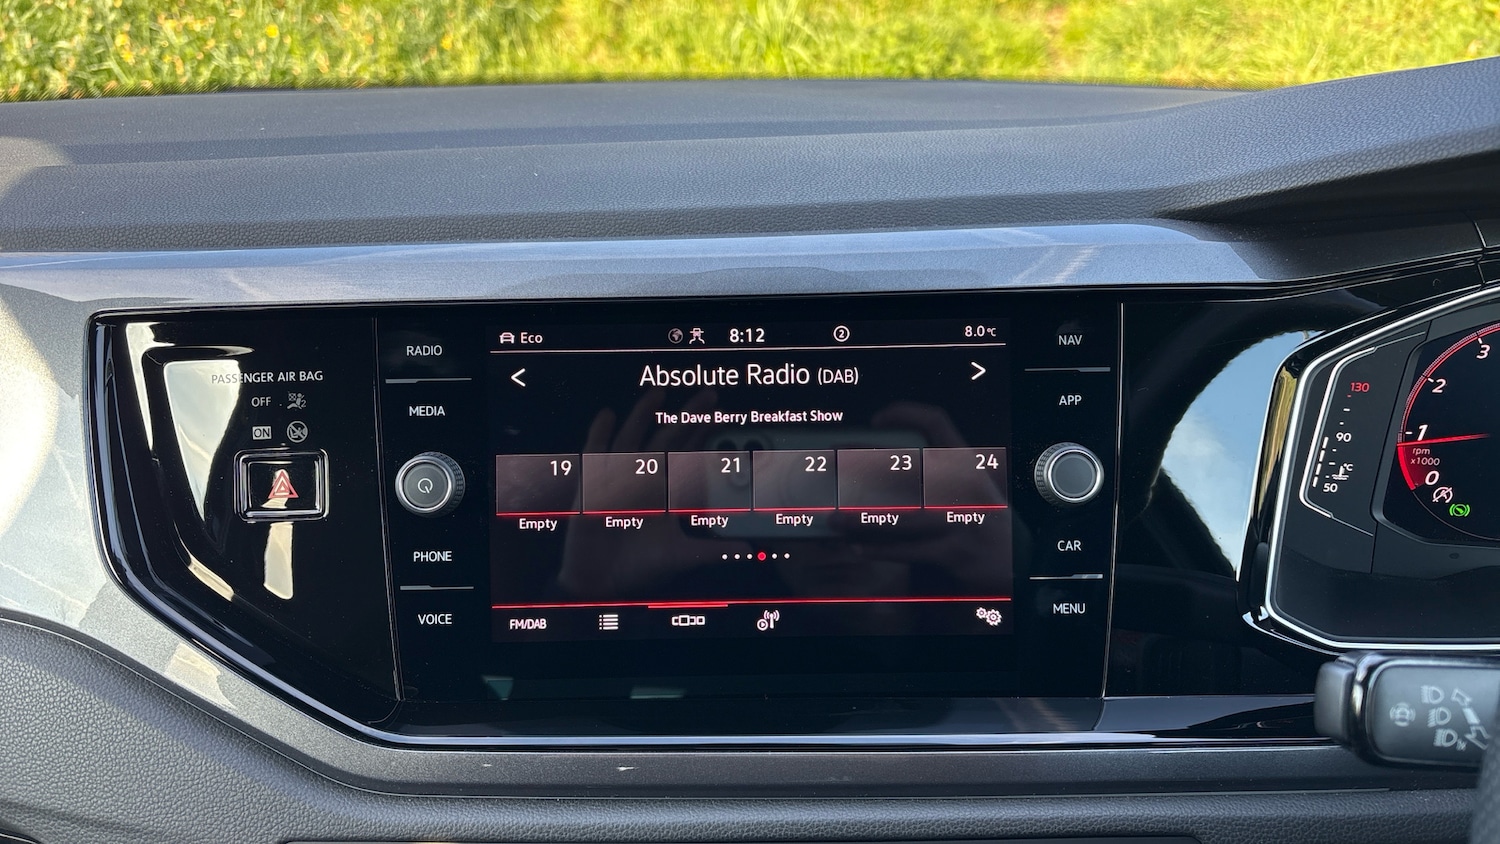 Eco
8:12
2
8.0°C
RADIO
MEDIA
PHONE
VOICE
NAV
APP
CAR
MENU
PASSENGER AIR BAG
OFF
2
ON
< Absolute Radio (DAB) >
The Dave Berry Breakfast Show
19 20 21 22 23 24
Empty Empty Empty Empty Empty Empty
FM/DAB
130
90
°C
50
3
2
1
rpm
x1000
0
A